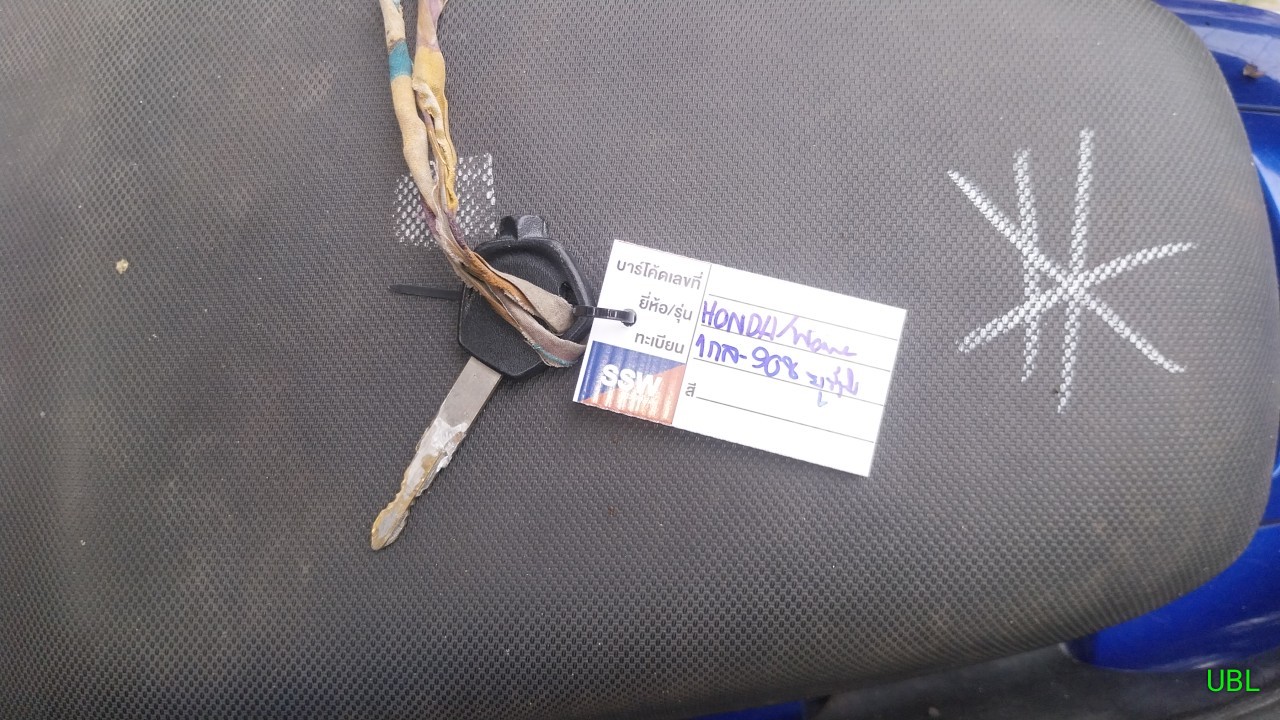 บาร์โค้ดเลขที่
ยี่ห้อ/รุ่น HONDA/Wave
ทะเบียน 1กล-908
SSW
สี
UBL